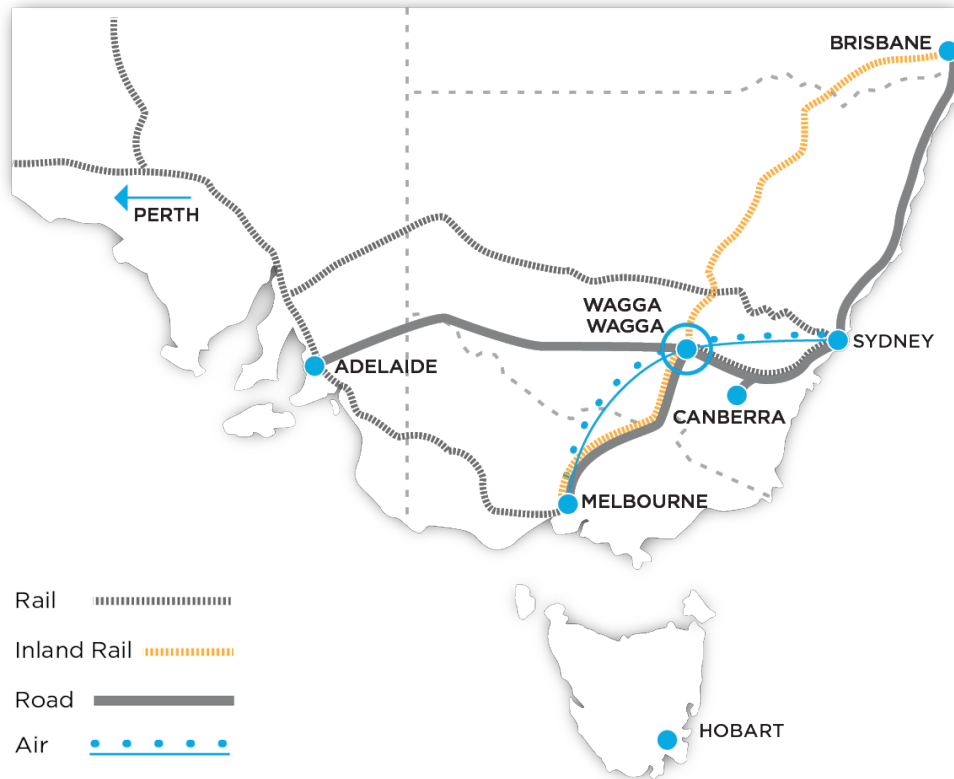 BRISBANE
PERTH
WAGGA
WAGGA
SYDNEY
ADELAIDE
CANBERRA
MELBOURNE
Rail
Inland Rail
Road
Air
HOBART